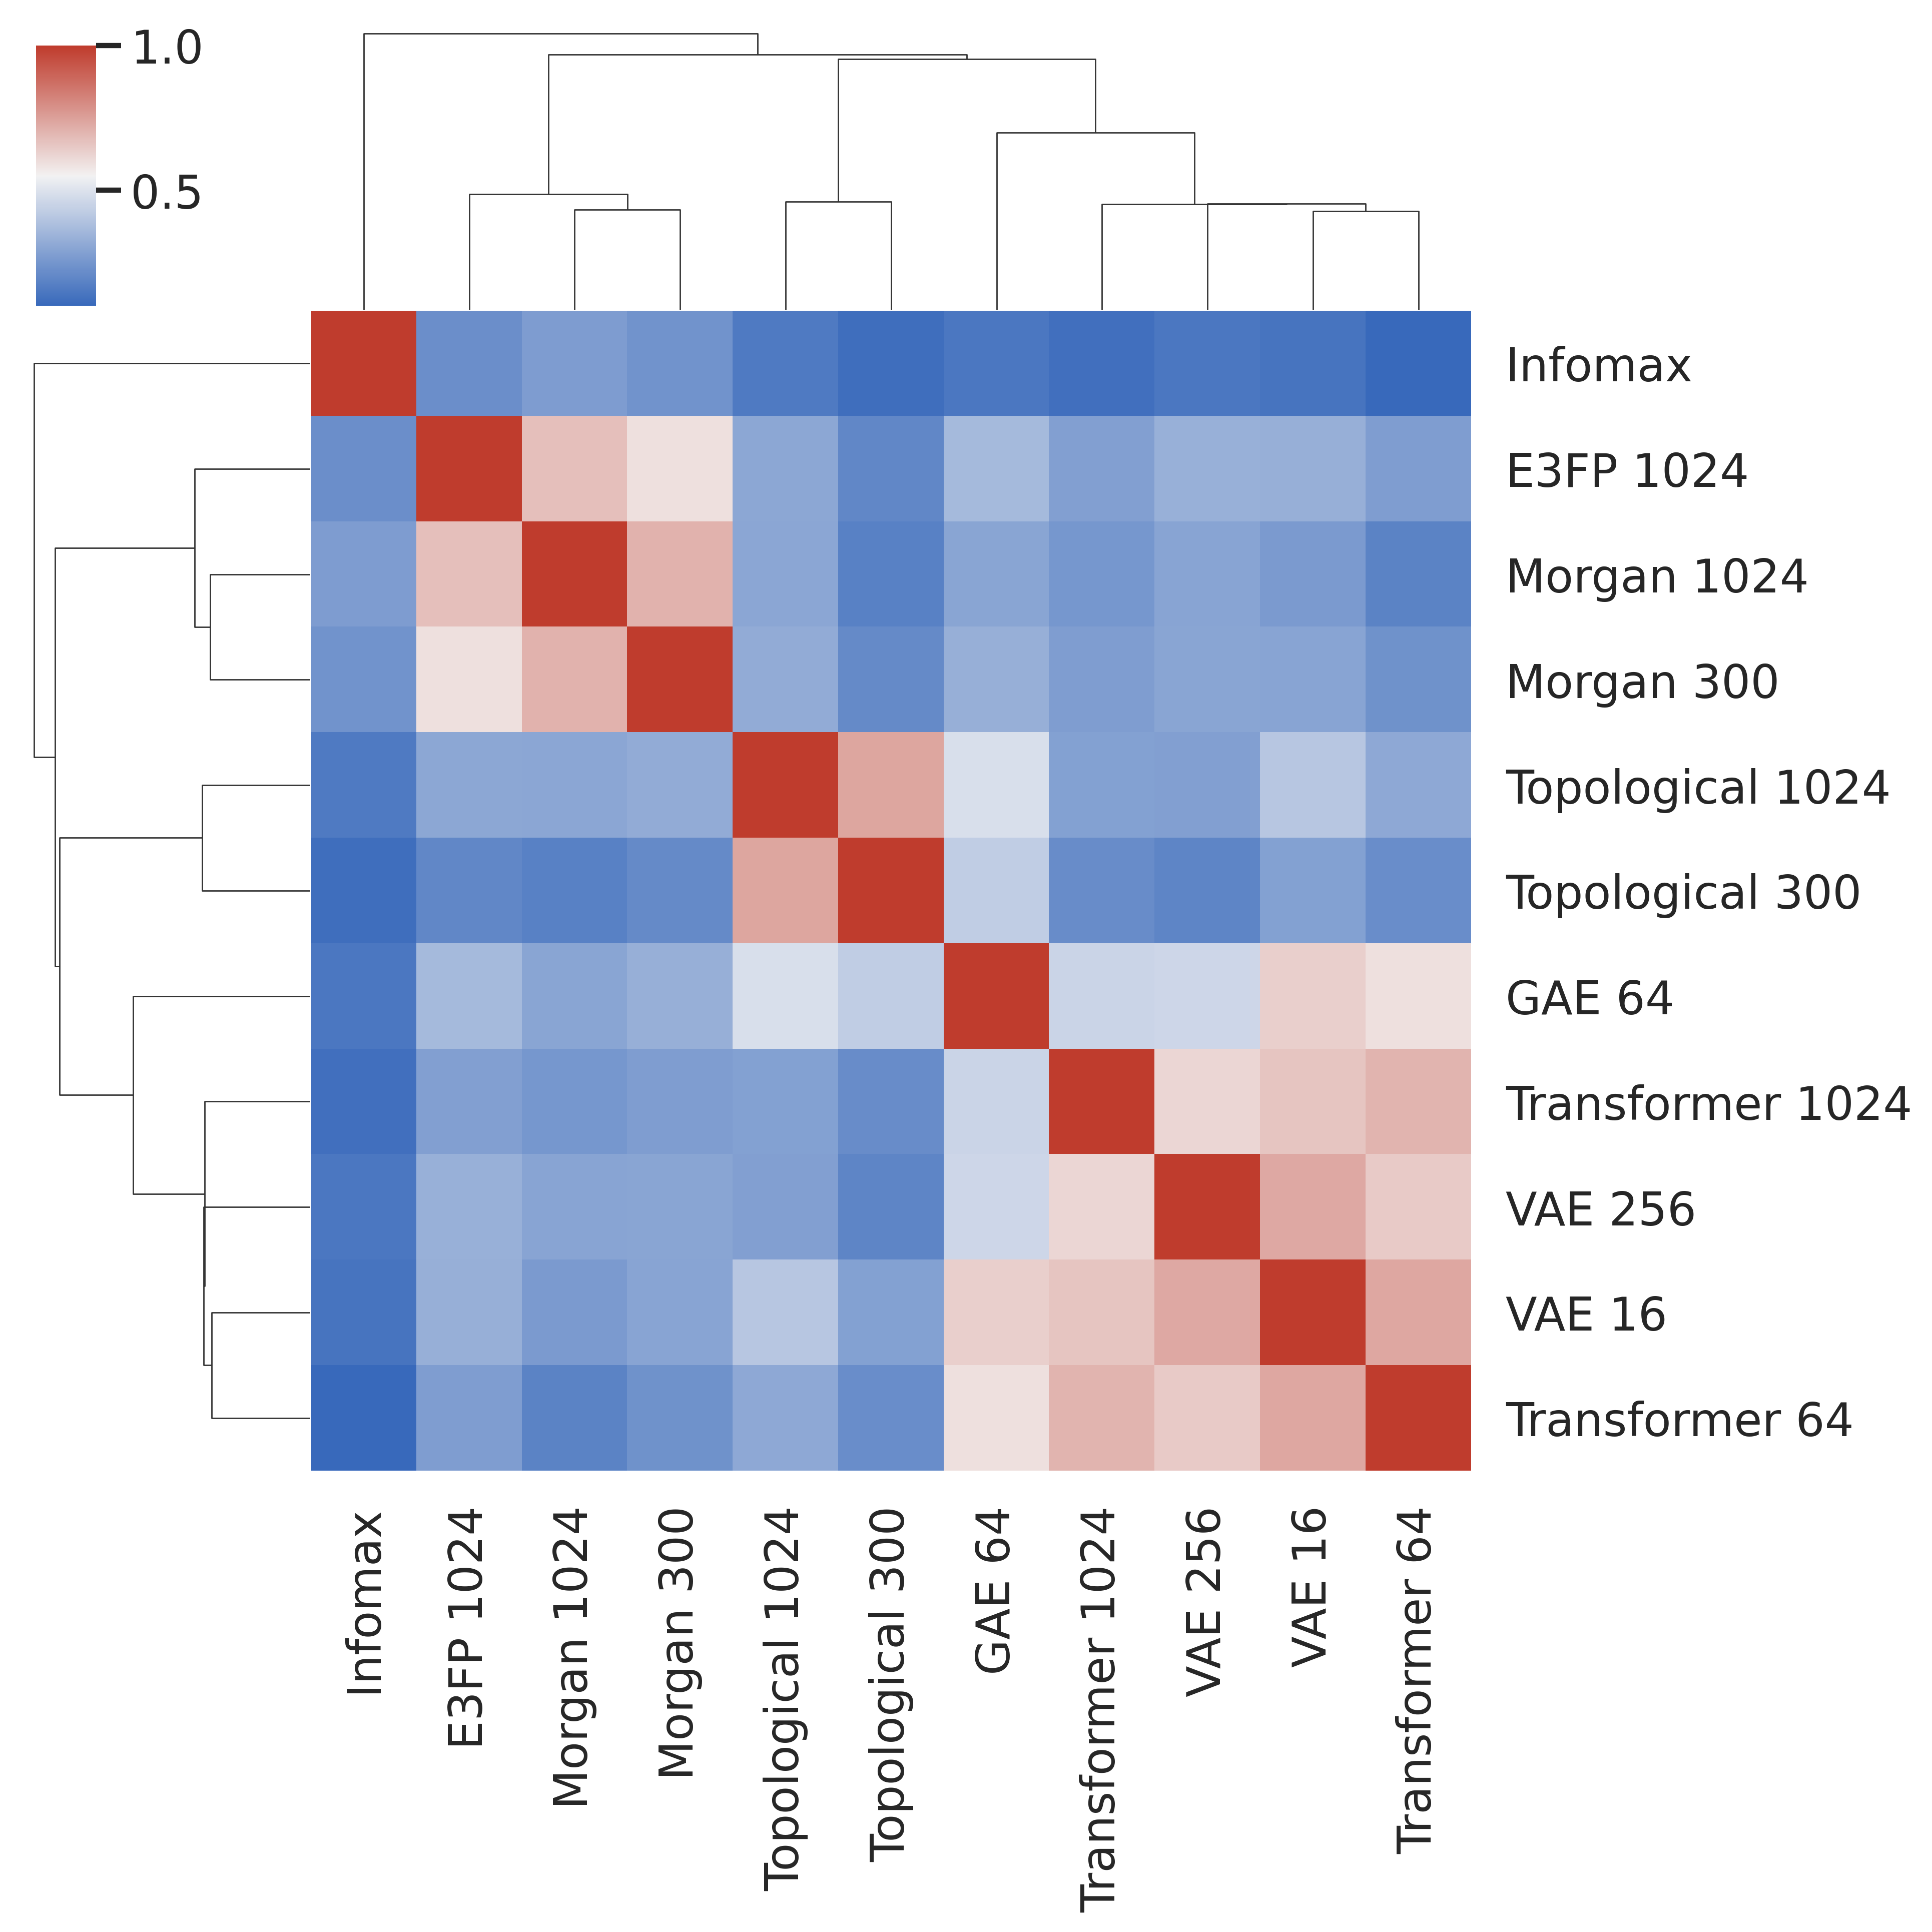 1.0
0.5
Infomax
E3FP 1024
Morgan 1024
Morgan 300
Topological 1024
Topological 300
GAE 64
Transformer 1024
VAE 256
VAE 16
Transformer 64
Infomax
E3FP 1024
Morgan 1024
Morgan 300
Topological 1024
Topological 300
GAE 64
Transformer 1024
VAE 256
VAE 16
Transformer 64